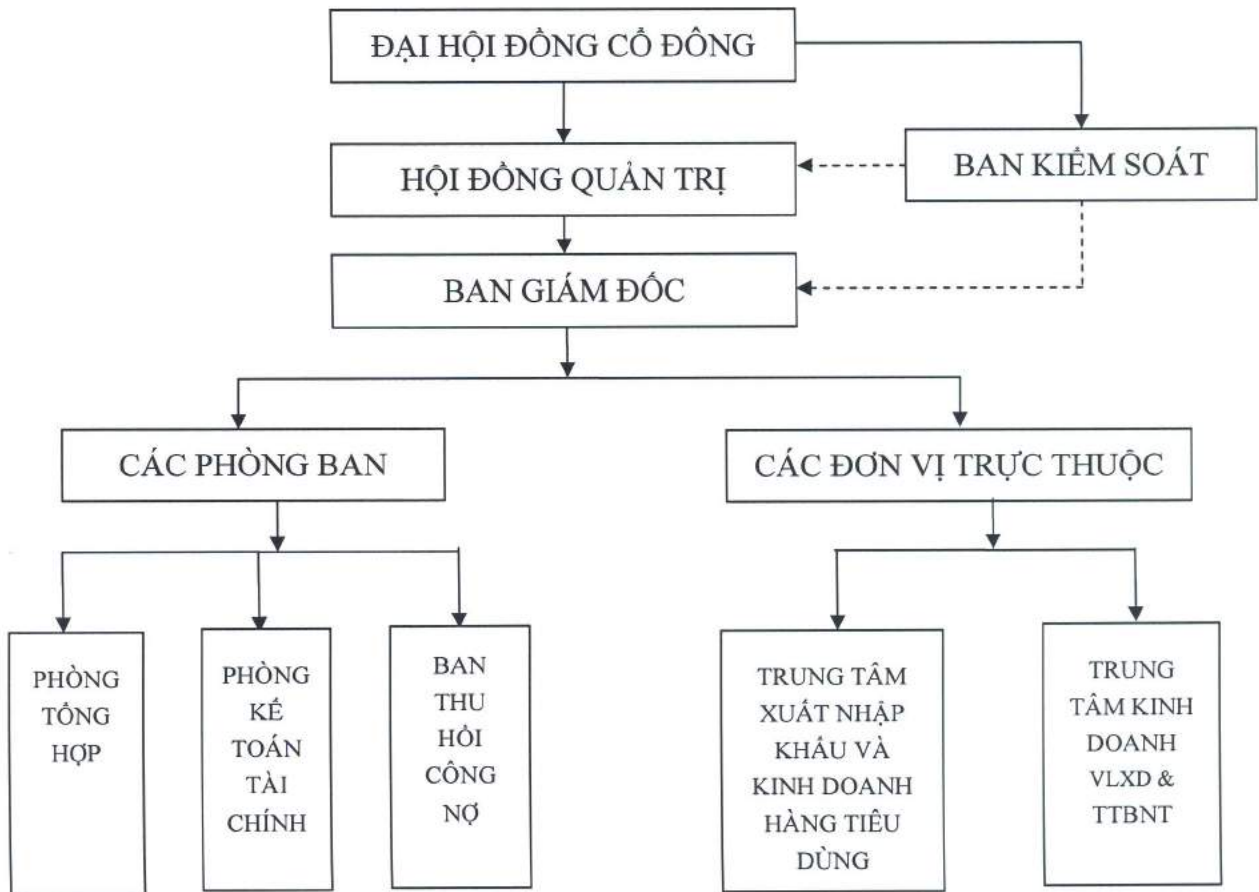 ĐẠI HỘI ĐỒNG CỔ ĐÔNG
HỘI ĐỒNG QUẢN TRỊ
BAN KIỂM SOÁT
BAN GIÁM ĐỐC
CÁC PHÒNG BAN
CÁC ĐƠN VỊ TRỰC THUỘC
PHÒNG
TỔNG
HỢP
PHÒNG
KẾ
TOÁN
TÀI
CHÍNH
BAN
THU
HỒI
CÔNG
NỢ
TRUNG TÂM
XUẤT NHẬP
KHẨU VÀ
KINH DOANH
HÀNG TIÊU
DÙNG
TRUNG
TÂM KINH
DOANH
VLXD &
TTBNT